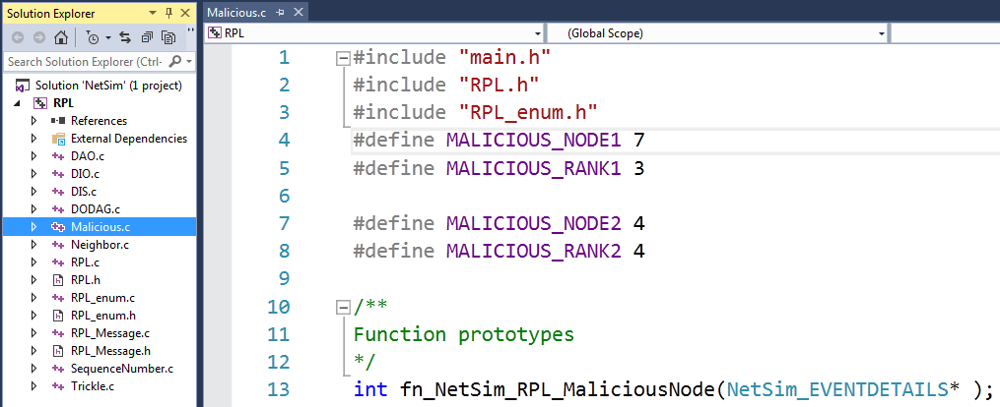 Solution Explorer
Search Solution Explorer (Ctrl-
Solution 'NetSim' (1 project)
RPL
References
External Dependencies
DAO.c
DIO.c
DIS.c
DODAG.c
Malicious.c
Neighbor.c
RPL.c
RPL.h
RPL_enum.c
RPL_enum.h
RPL_Message.c
RPL_Message.h
SequenceNumber.c
Trickle.c
Malicious.c
RPL
(Global Scope)
1 #include "main.h"
2 #include "RPL.h"
3 #include "RPL_enum.h"
4 #define MALICIOUS_NODE1 7
5 #define MALICIOUS_RANK1 3
6
7 #define MALICIOUS_NODE2 4
8 #define MALICIOUS_RANK2 4
9
10 /**
11 Function prototypes
12 */
13 int fn_NetSim_RPL_MaliciousNode(NetSim_EVENTDETAILS* );